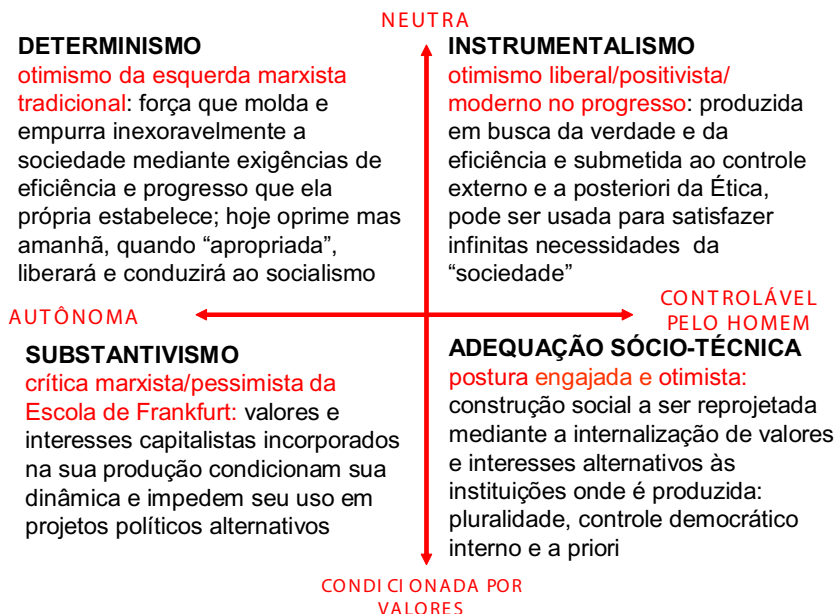 NEUTRA
DETERMINISMO
otimismo da esquerda marxista
tradicional: força que molda e
empurra inexoravelmente a
sociedade mediante exigências de
eficiência e progresso que ela
própria estabelece; hoje oprime mas
amanhã, quando “apropriada”,
liberará e conduzirá ao socialismo
INSTRUMENTALISMO
otimismo liberal/positivista/
moderno no progresso: produzida
em busca da verdade e da
eficiência e submetida ao controle
externo e a posteriori da Ética,
pode ser usada para satisfazer
infinitas necessidades da
“sociedade”
AUTÔNOMA
CONTROLÁVEL
PELO HOMEM
SUBSTANTIVISMO
crítica marxista/pessimista da
Escola de Frankfurt: valores e
interesses capitalistas incorporados
na sua produção condicionam sua
dinâmica e impedem seu uso em
projetos políticos alternativos
ADEQUAÇÃO SÓCIO-TÉCNICA
postura engajada e otimista:
construção social a ser reprojetada
mediante a internalização de valores
e interesses alternativos às
instituições onde é produzida:
pluralidade, controle democrático
interno e a priori
CONDICIONADA POR
VALORES